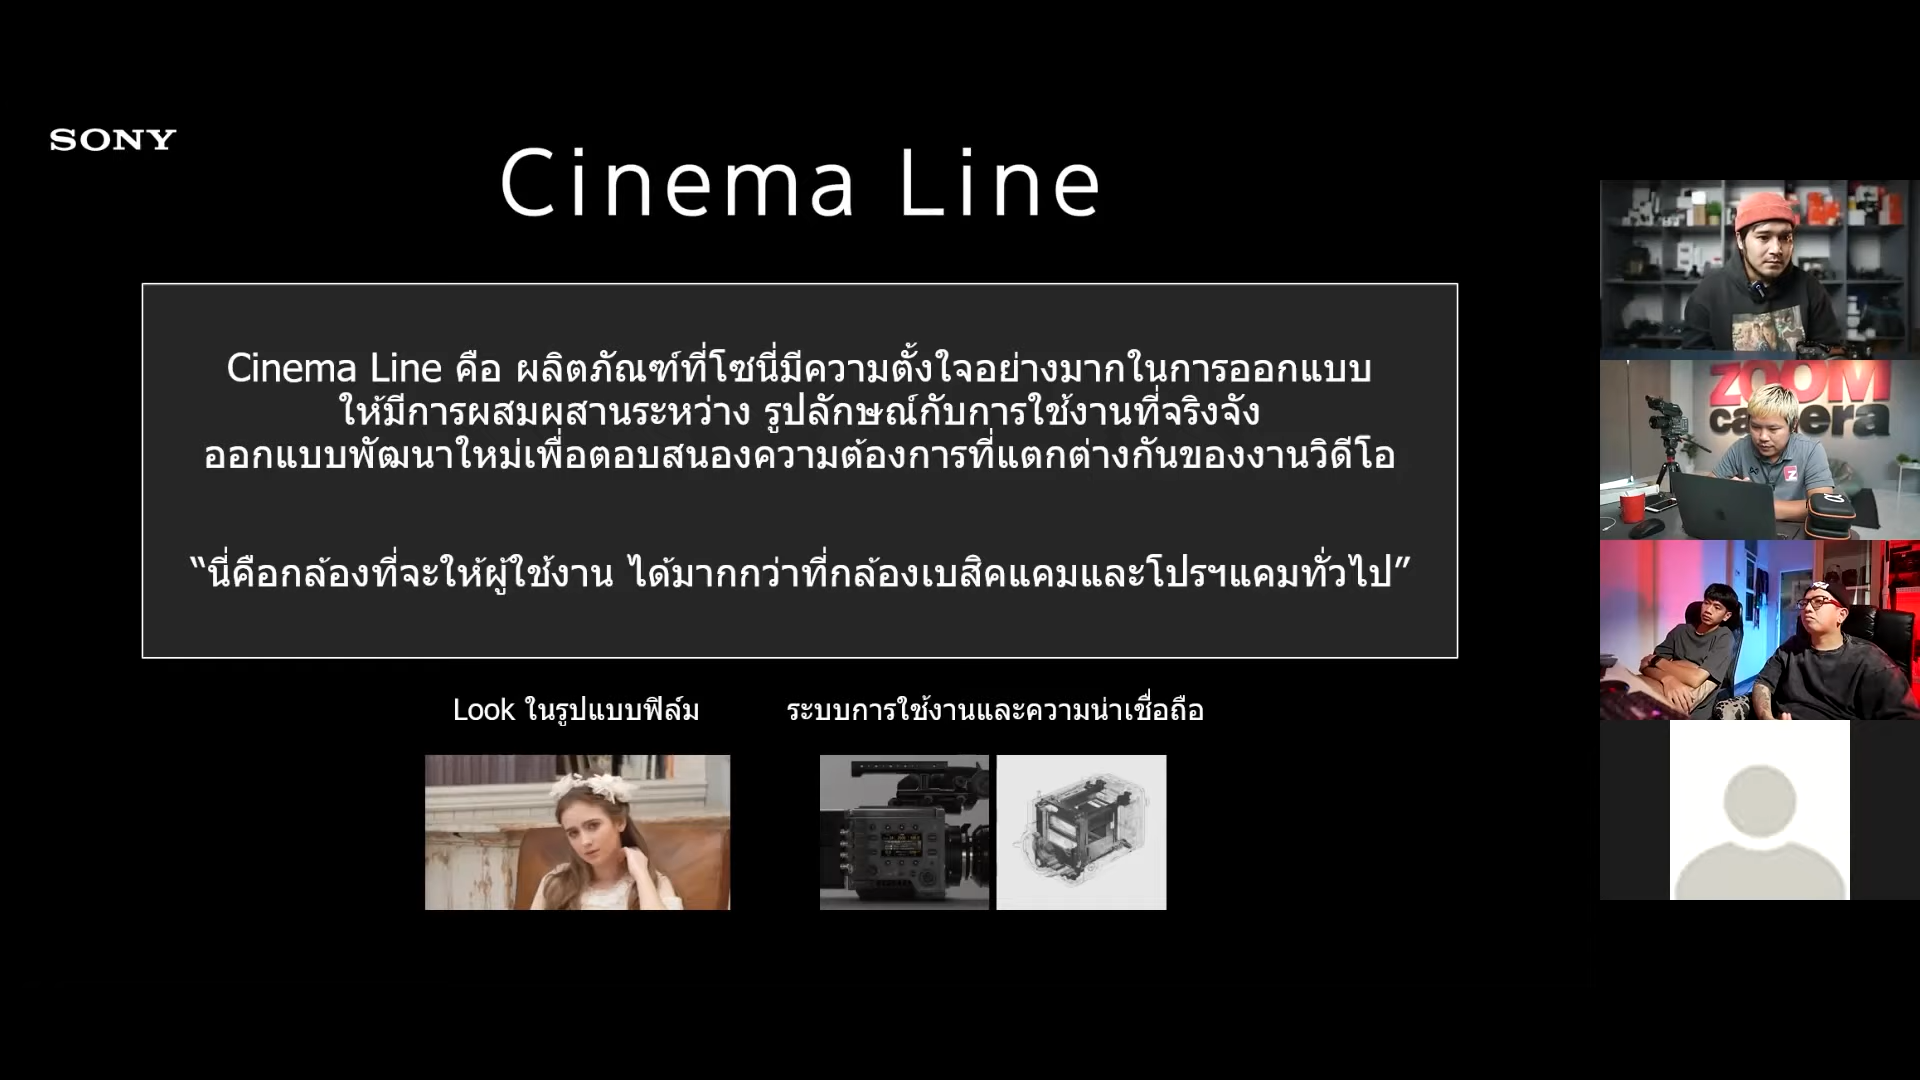 SONY
Cinema Line
Cinema Line คือ ผลิตภัณฑ์ที่โซนี่มีความตั้งใจอย่างมากในการออกแบบ
ให้มีการผสมผสานระหว่าง รูปลักษณ์กับการใช้งานที่จริงจัง
ออกแบบพัฒนาใหม่เพื่อตอบสนองความต้องการที่แตกต่างกันของงานวิดีโอ
“นี่คือกล้องที่จะให้ผู้ใช้งาน ได้มากกว่าที่กล้องเบสิคแคมและโปรฯแคมทั่วไป”
Look ในรูปแบบฟิล์ม
ระบบการใช้งานและความน่าเชื่อถือ
ZOOM
camera